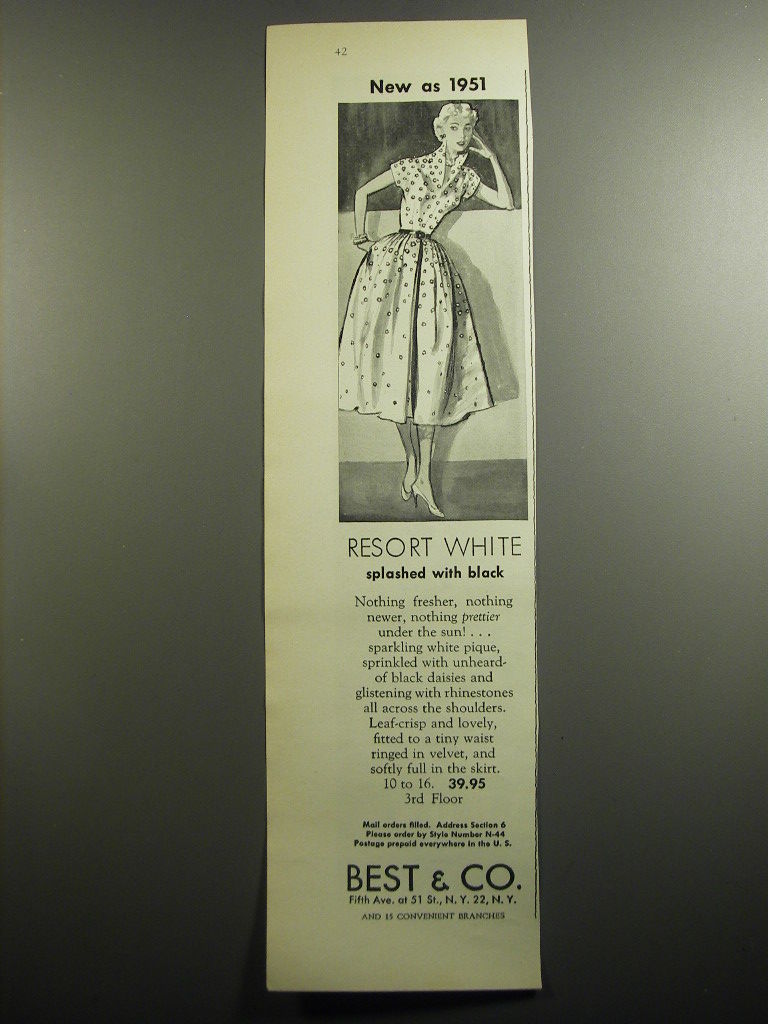 42
New as 1951
RESORT WHITE
splashed with black
Nothing fresher, nothing
newer, nothing prettier
under the sun! . . .
sparkling white pique,
sprinkled with unheard-
of black daisies and
glistening with rhinestones
all across the shoulders.
Leaf-crisp and lovely,
fitted to a tiny waist
ringed in velvet, and
softly full in the skirt.
10 to 16. 39.95
3rd Floor
Mail orders filled. Address Section 6
Please order by Style Number N-44
Postage prepaid everywhere in the U. S.
BEST & CO.
Fifth Ave. at 51 St., N. Y. 22, N. Y.
AND 15 CONVENIENT BRANCHES